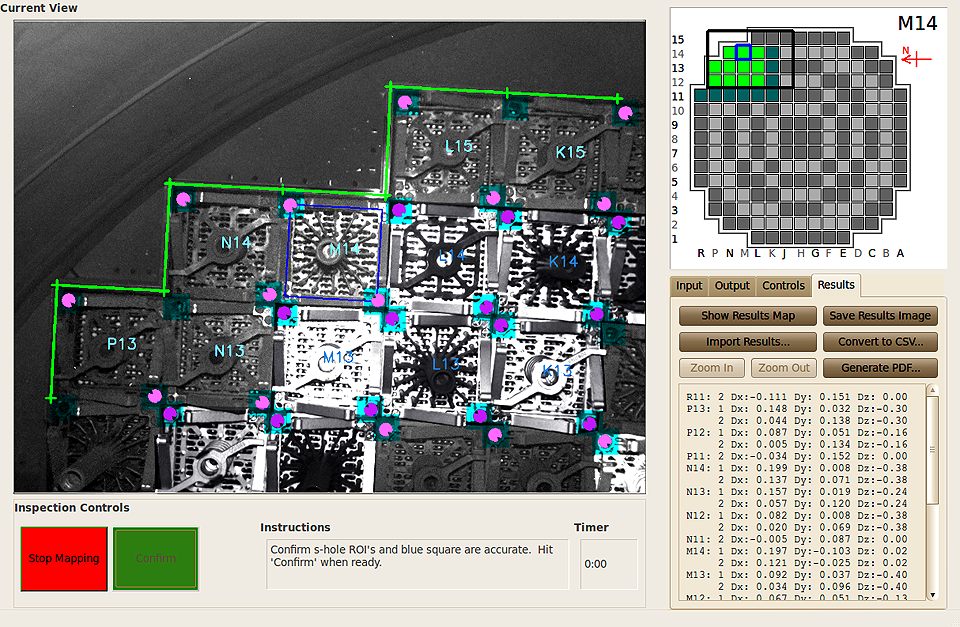 Current View
L15
K15
N14
M14
L14
K14
P13
N13
M13
L13
K13
M14
N
15
14
13
12
11
10
9
8
7
6
5
4
3
2
1
R P N M L K J H G F E D C B A
Input Output Controls Results
Show Results Map Save Results Image
Import Results... Convert to CSV...
Zoom In Zoom Out Generate PDF...
R11: 2 Dx:-0.111 Dy: 0.151 Dz: 0.00
P13: 1 Dx: 0.148 Dy: 0.032 Dz:-0.30
2 Dx: 0.044 Dy: 0.138 Dz:-0.30
P12: 1 Dx: 0.087 Dy: 0.051 Dz:-0.16
2 Dx: 0.005 Dy: 0.134 Dz:-0.16
P11: 2 Dx:-0.034 Dy: 0.152 Dz: 0.00
N14: 1 Dx: 0.199 Dy: 0.008 Dz:-0.38
2 Dx: 0.137 Dy: 0.071 Dz:-0.38
N13: 1 Dx: 0.157 Dy: 0.019 Dz:-0.24
2 Dx: 0.057 Dy: 0.120 Dz:-0.24
N12: 1 Dx: 0.082 Dy: 0.008 Dz:-0.38
2 Dx: 0.020 Dy: 0.069 Dz:-0.38
N11: 2 Dx:-0.005 Dy: 0.087 Dz: 0.00
M14: 1 Dx: 0.197 Dy:-0.103 Dz: 0.02
2 Dx: 0.121 Dy:-0.025 Dz: 0.02
M13: 1 Dx: 0.092 Dy: 0.037 Dz:-0.40
2 Dx: 0.034 Dy: 0.096 Dz:-0.40
M12: 1 Dx: 0.067 Dy: 0.051 Dz:-0.13
Inspection Controls
Stop Mapping
Confirm
Instructions
Confirm s-hole ROI's and blue square are accurate. Hit
'Confirm' when ready.
Timer
0:00